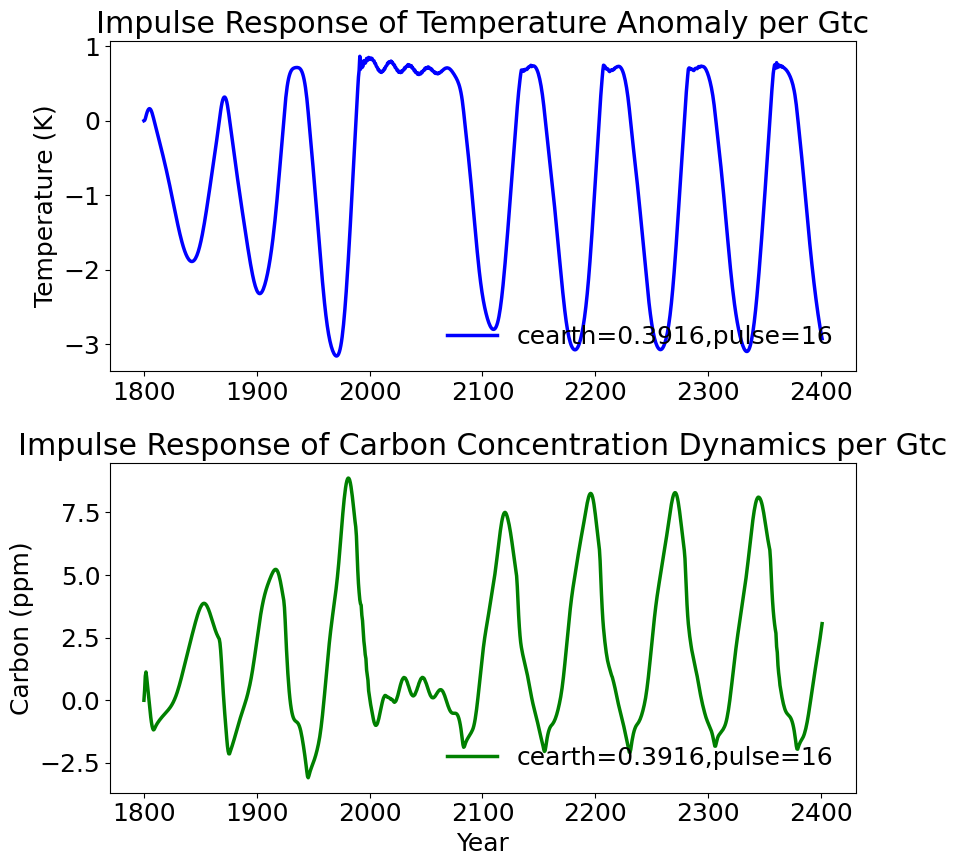 Impulse Response of Temperature Anomaly per Gtc
1
0
−1
−2
−3
Temperature (K)
cearth=0.3916,pulse=16
1800 1900 2000 2100 2200 2300 2400
Impulse Response of Carbon Concentration Dynamics per Gtc
7.5
5.0
2.5
0.0
−2.5
Carbon (ppm)
cearth=0.3916,pulse=16
1800 1900 2000 2100 2200 2300 2400
Year